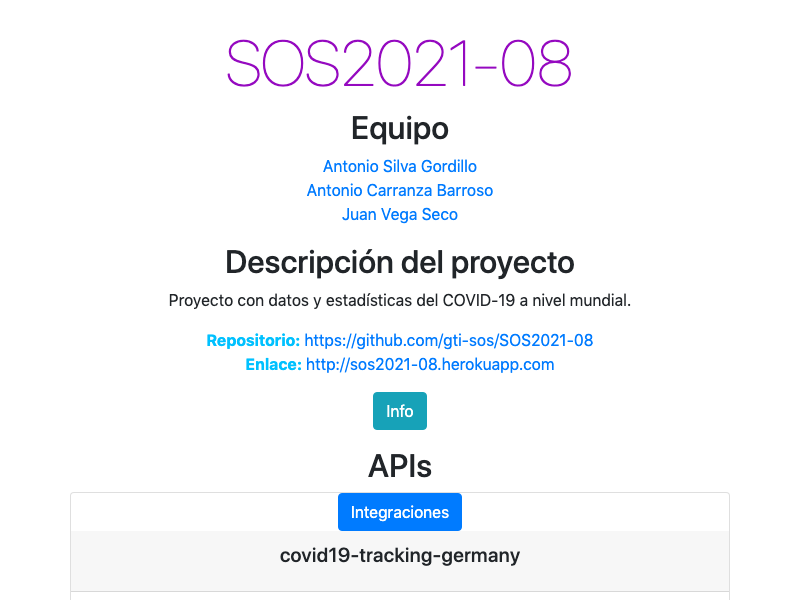 SOS2021-08
Equipo
Antonio Silva Gordillo
Antonio Carranza Barroso
Juan Vega Seco
Descripción del proyecto
Proyecto con datos y estadísticas del COVID-19 a nivel mundial.
Repositorio: https://github.com/gti-sos/SOS2021-08
Enlace: http://sos2021-08.herokuapp.com
Info
APIs
Integraciones
covid19-tracking-germany